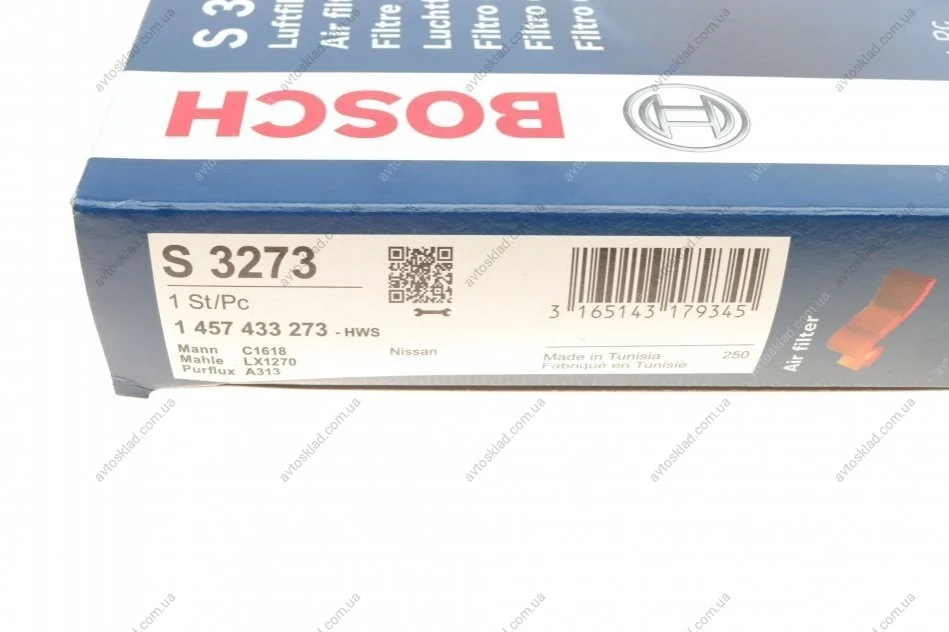 S 3
Luftfil
Air filt
Filtre
Luchtf
Filtro
Filtro
Filtro
BOSCH
S 3273
1 St/Pc
1 457 433 273 - HWS
Mann C1618
Mahle LX1270
Purflux A313
Nissan
3 165143 179345
Made in Tunisia
Fabriqué en Tunisie
250
Air filter
avtosklad.com.ua